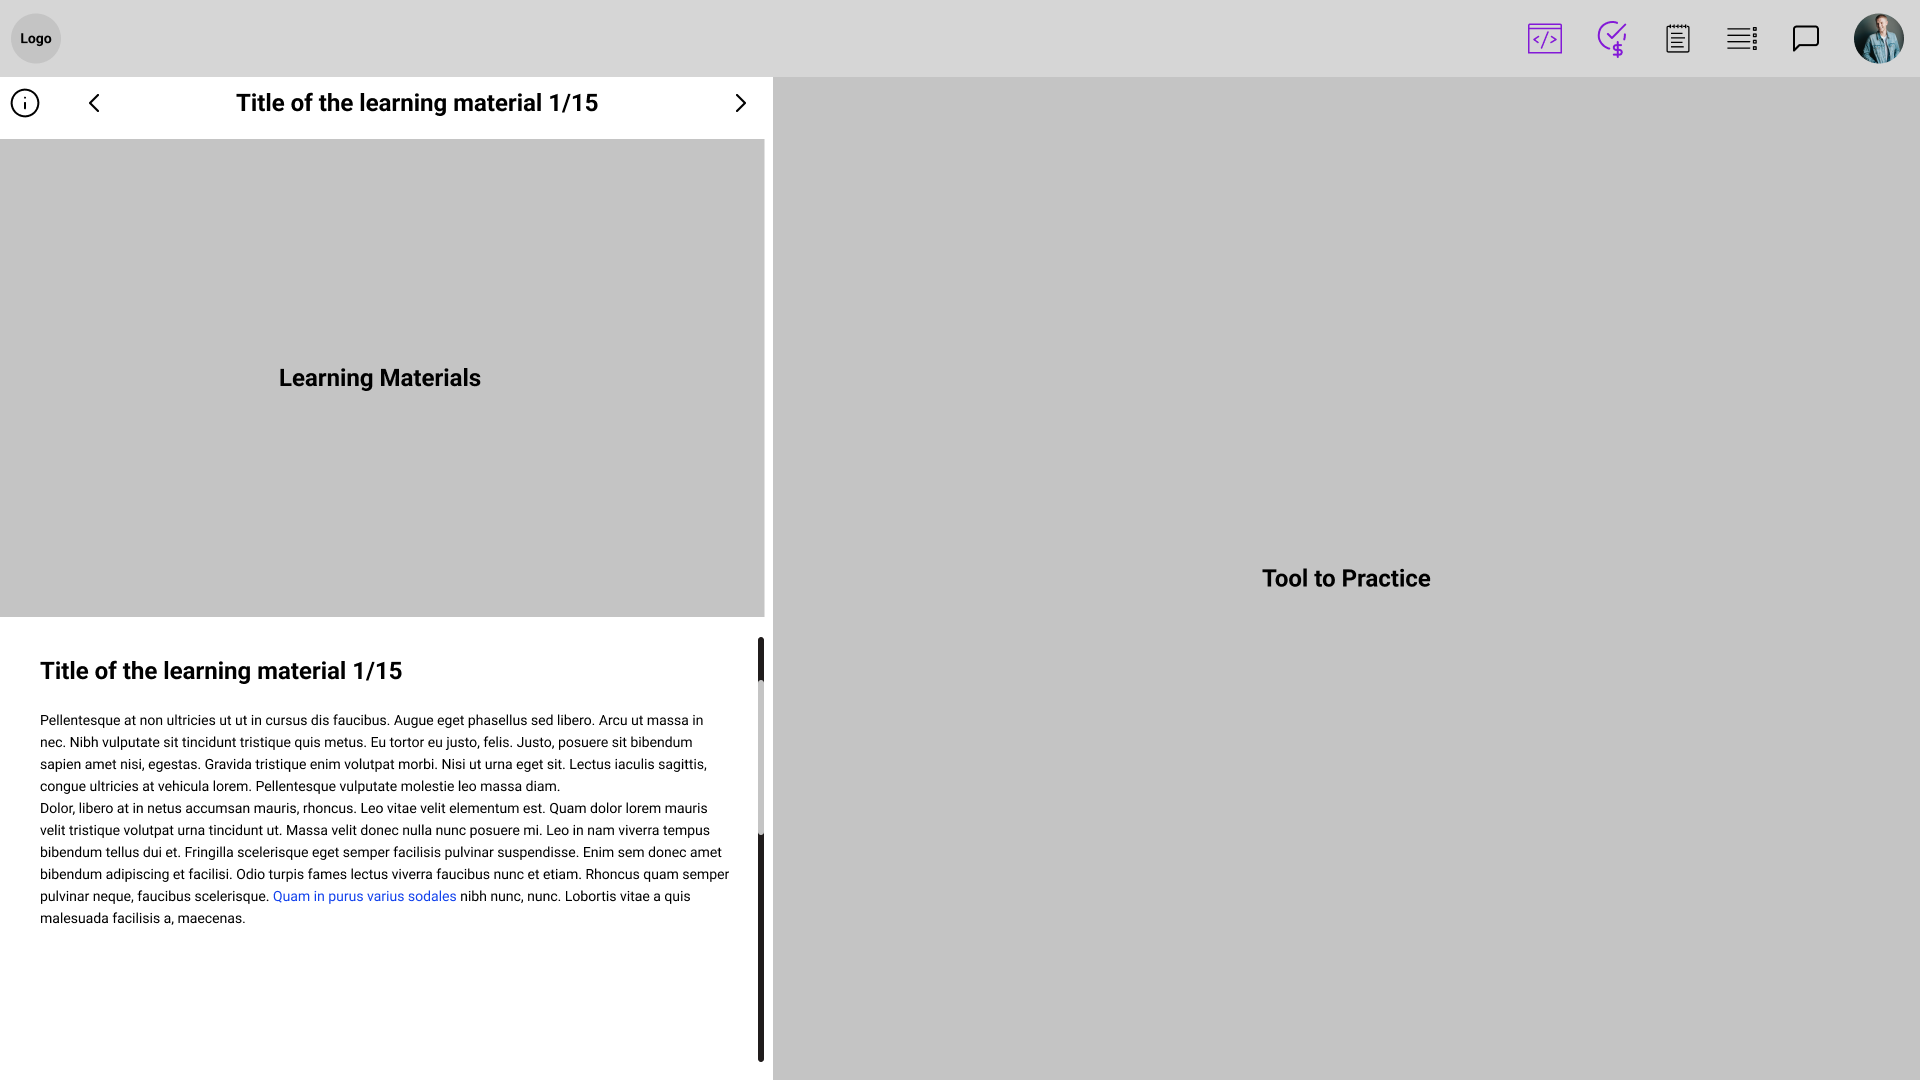 Logo
</>
$
Title of the learning material 1/15
Learning Materials
Tool to Practice
Title of the learning material 1/15
Pellentesque at non ultricies ut ut in cursus dis faucibus. Augue eget phasellus sed libero. Arcu ut massa in
nec. Nibh vulputate sit tincidunt tristique quis metus. Eu tortor eu justo, felis. Justo, posuere sit bibendum
sapien amet nisi, egestas. Gravida tristique enim volutpat morbi. Nisi ut urna eget sit. Lectus iaculis sagittis,
congue ultricies at vehicula lorem. Pellentesque vulputate molestie leo massa diam.
Dolor, libero at in netus accumsan mauris, rhoncus. Leo vitae velit elementum est. Quam dolor lorem mauris
velit tristique volutpat urna tincidunt ut. Massa velit donec nulla nunc posuere mi. Leo in nam viverra tempus
bibendum tellus dui et. Fringilla scelerisque eget semper facilisis pulvinar suspendisse. Enim sem donec amet
bibendum adipiscing et facilisi. Odio turpis fames lectus viverra faucibus nunc et etiam. Rhoncus quam semper
pulvinar neque, faucibus scelerisque. Quam in purus varius sodales nibh nunc, nunc. Lobortis vitae a quis
malesuada facilisis a, maecenas.